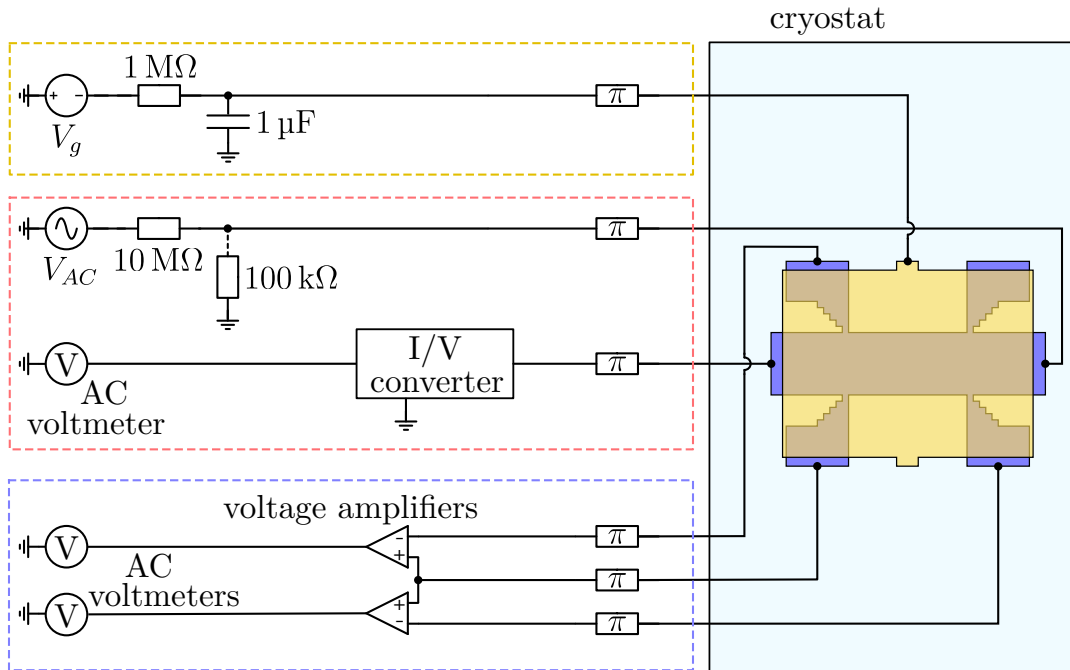 cryostat
1 MΩ
π
+ -
1 µF
V_g
π
10 MΩ
V_AC
100 kΩ
I/V
π
V
converter
AC
voltmeter
voltage amplifiers
π
-
V
+
AC
π
voltmeters
+
V
-
π